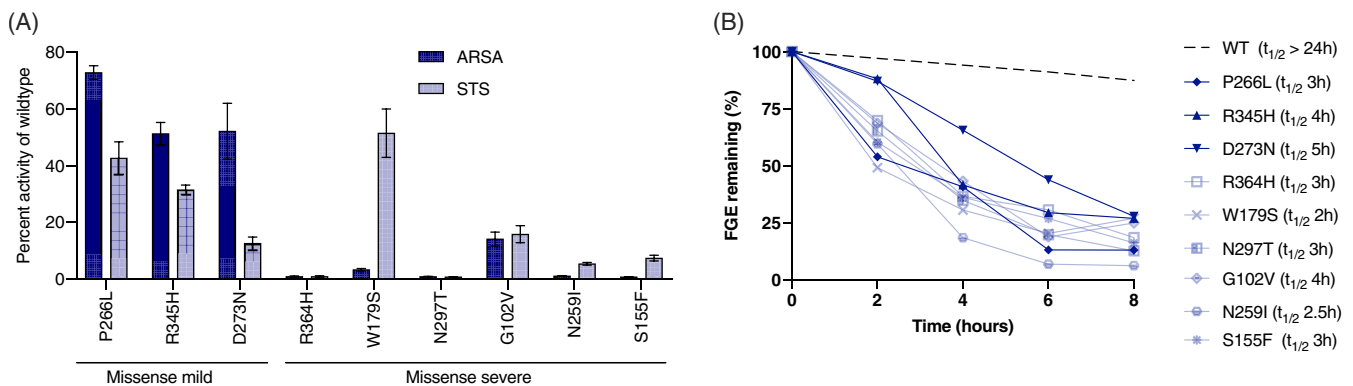 (A)
80
60
40
20
0
Percent activity of wildtype
ARSA
STS
P266L
R345H
D273N
R364H
W179S
N297T
G102V
N259I
S155F
Missense mild
Missense severe
(B)
100
75
50
25
0
FGE remaining (%)
0 2 4 6 8
Time (hours)
WT (t1/2 > 24h)
P266L (t1/2 3h)
R345H (t1/2 4h)
D273N (t1/2 5h)
R364H (t1/2 3h)
W179S (t1/2 2h)
N297T (t1/2 3h)
G102V (t1/2 4h)
N259I (t1/2 2.5h)
S155F (t1/2 3h)